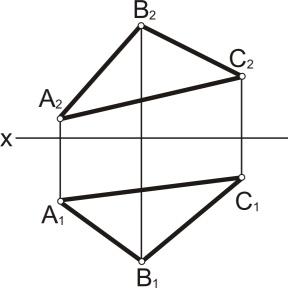 B₂
C₂
A₂
x
A₁
C₁
B₁